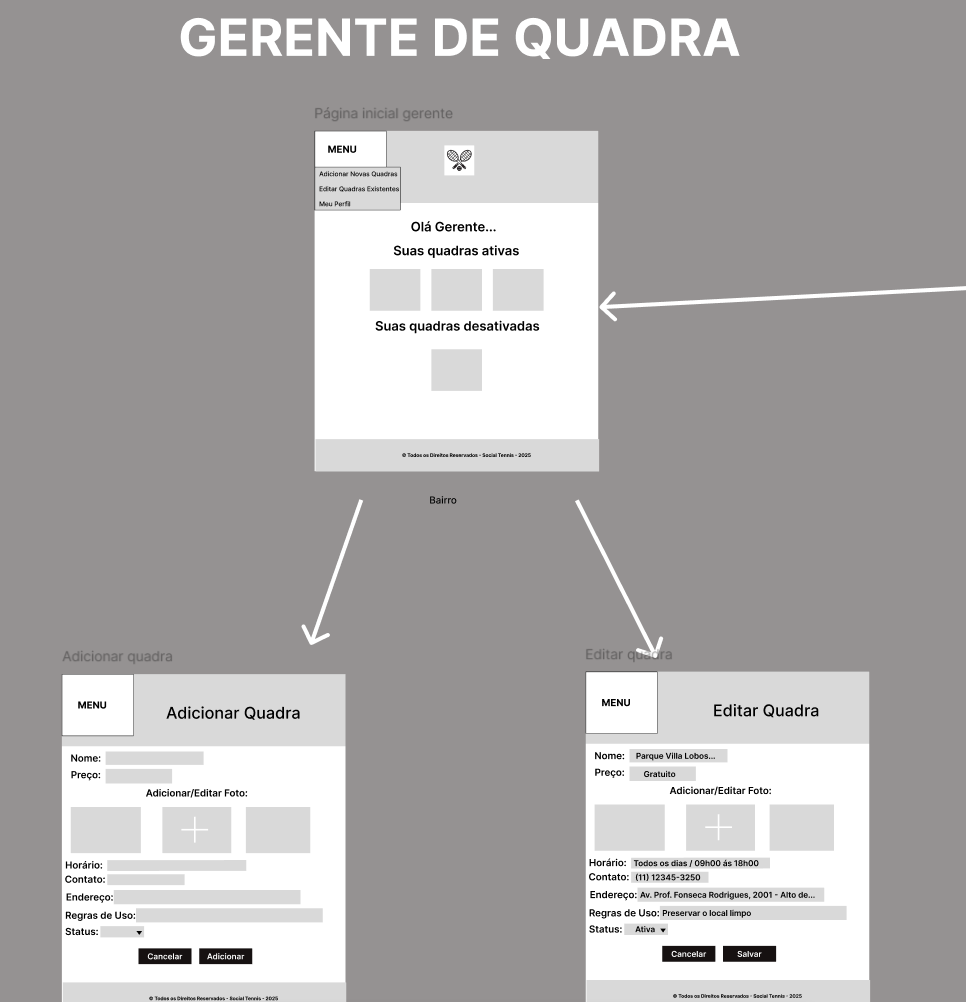 GERENTE DE QUADRA
Página inicial gerente
MENU
Adicionar Novas Quadras
Editar Quadras Existentes
Meu Perfil
Olá Gerente...
Suas quadras ativas
Suas quadras desativadas
© Todos os Direitos Reservados - Social Tennis - 2025
Bairro
Adicionar quadra
MENU
Adicionar Quadra
Nome:
Preço:
Adicionar/Editar Foto:
Horário:
Contato:
Endereço:
Regras de Uso:
Status:
Cancelar
Adicionar
© Todos os Direitos Reservados - Social Tennis - 2025
Editar quadra
MENU
Editar Quadra
Nome: Parque Villa Lobos...
Preço: Gratuito
Adicionar/Editar Foto:
Horário: Todos os dias / 09h00 ás 18h00
Contato: (11) 12345-3250
Endereço: Av. Prof. Fonseca Rodrigues, 2001 - Alto de...
Regras de Uso: Preservar o local limpo
Status: Ativa
Cancelar
Salvar
© Todos os Direitos Reservados - Social Tennis - 2025